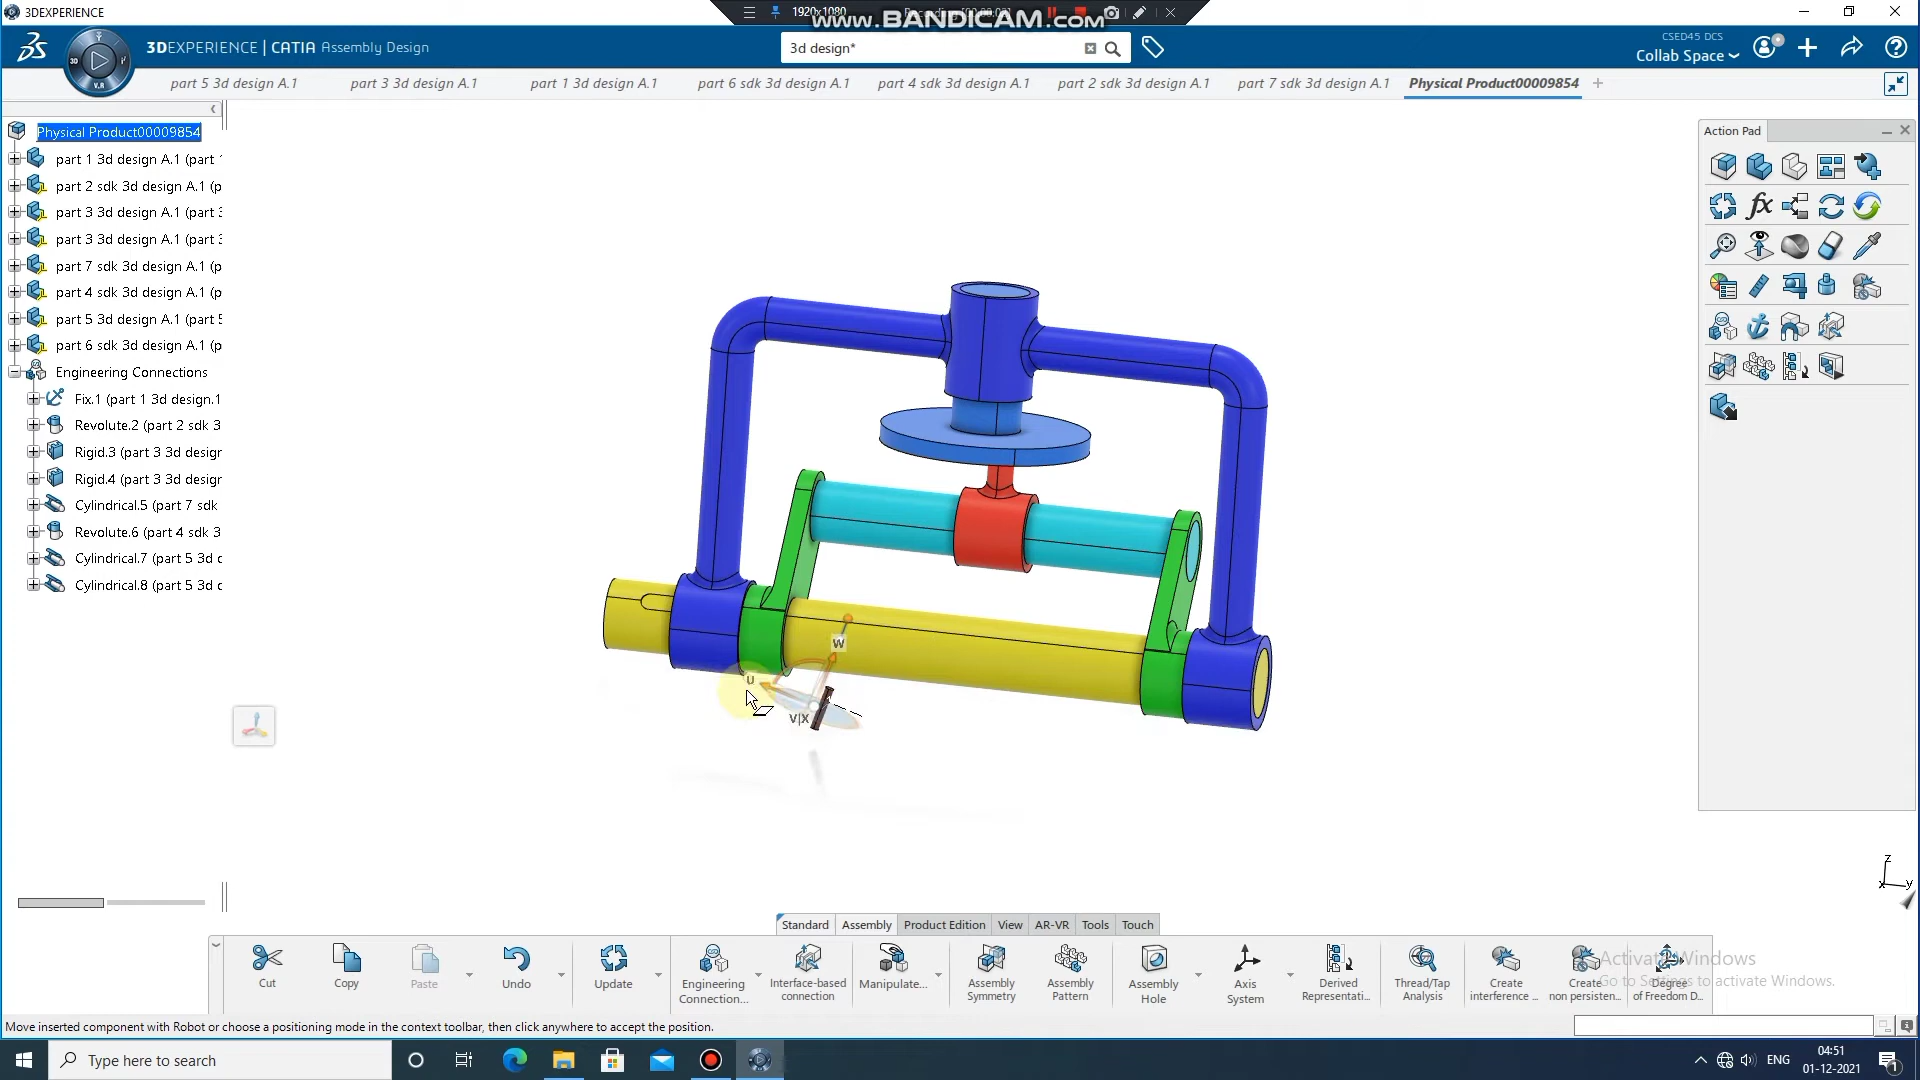 3DEXPERIENCE
1920x1080
www.BANDICAM.com
3DEXPERIENCE | CATIA Assembly Design
3d design*
CSED45 DCS
Collab Space
part 5 3d design A.1
part 3 3d design A.1
part 1 3d design A.1
part 6 sdk 3d design A.1
part 4 sdk 3d design A.1
part 2 sdk 3d design A.1
part 7 sdk 3d design A.1
Physical Product00009854
Physical Product00009854
part 1 3d design A.1 (part
part 2 sdk 3d design A.1 (p
part 3 3d design A.1 (part
part 3 3d design A.1 (part
part 7 sdk 3d design A.1 (p
part 4 sdk 3d design A.1 (p
part 5 3d design A.1 (part
part 6 sdk 3d design A.1 (p
Engineering Connections
Fix.1 (part 1 3d design.1
Revolute.2 (part 2 sdk 3
Rigid.3 (part 3 3d design
Rigid.4 (part 3 3d design
Cylindrical.5 (part 7 sdk
Revolute.6 (part 4 sdk 3
Cylindrical.7 (part 5 3d
Cylindrical.8 (part 5 3d
Action Pad
W
U
V|X
z
x y
Standard
Assembly
Product Edition
View
AR-VR
Tools
Touch
Cut
Copy
Paste
Undo
Update
Engineering
Connection...
Interface-based
connection
Manipulate...
Assembly
Symmetry
Assembly
Pattern
Assembly
Hole
Axis
System
Derived
Representati...
Thread/Tap
Analysis
Create
interference ...
Create
non persisten...
Degree
of Freedom D...
Activate Windows
Go to Settings to activate Windows.
Move inserted component with Robot or choose a positioning mode in the context toolbar, then click anywhere to accept the position.
Type here to search
ENG
04:51
01-12-2021
1